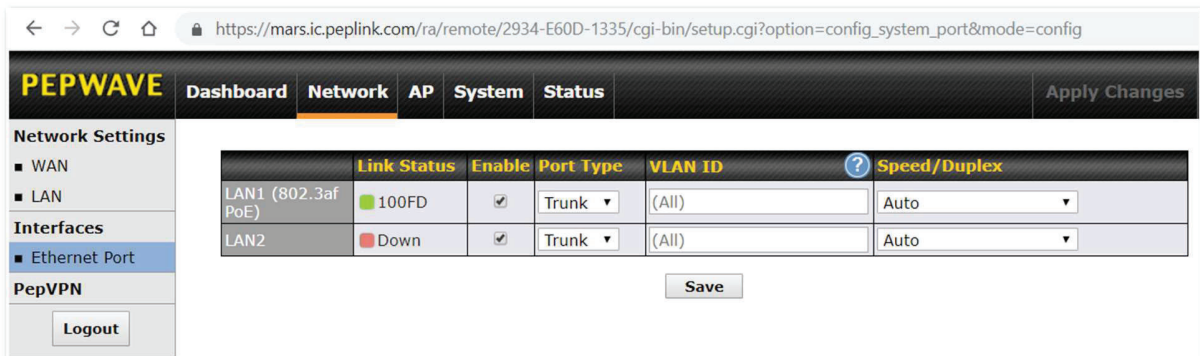 https://mars.ic.peplink.com/ra/remote/2934-E60D-1335/cgi-bin/setup.cgi?option=config_system_port&mode=config
PEPWAVE Dashboard Network AP System Status Apply Changes
Network Settings
WAN
LAN
Interfaces
Ethernet Port
PepVPN
Logout
Link Status Enable Port Type VLAN ID ? Speed/Duplex
LAN1 (802.3af PoE) 100FD Trunk (All) Auto
LAN2 Down Trunk (All) Auto
Save